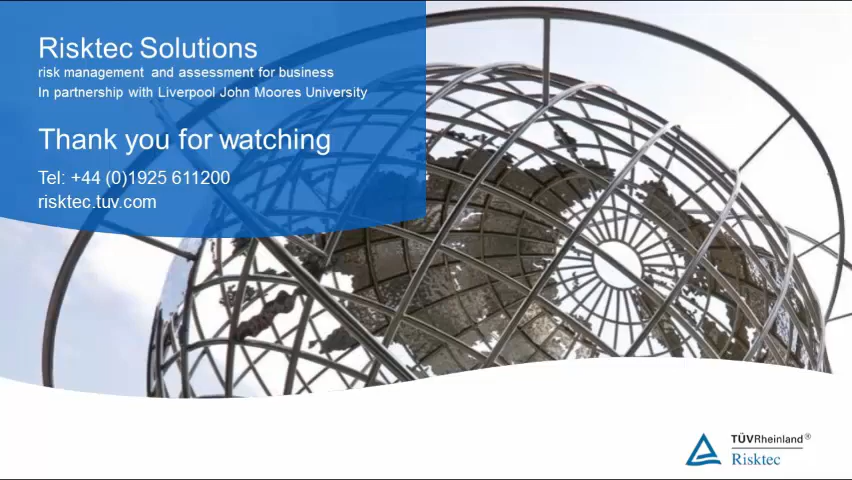 Risktec Solutions
risk management and assessment for business
In partnership with Liverpool John Moores University
Thank you for watching
Tel: +44 (0)1925 611200
risktec.tuv.com
TÜVRheinland®
Risktec